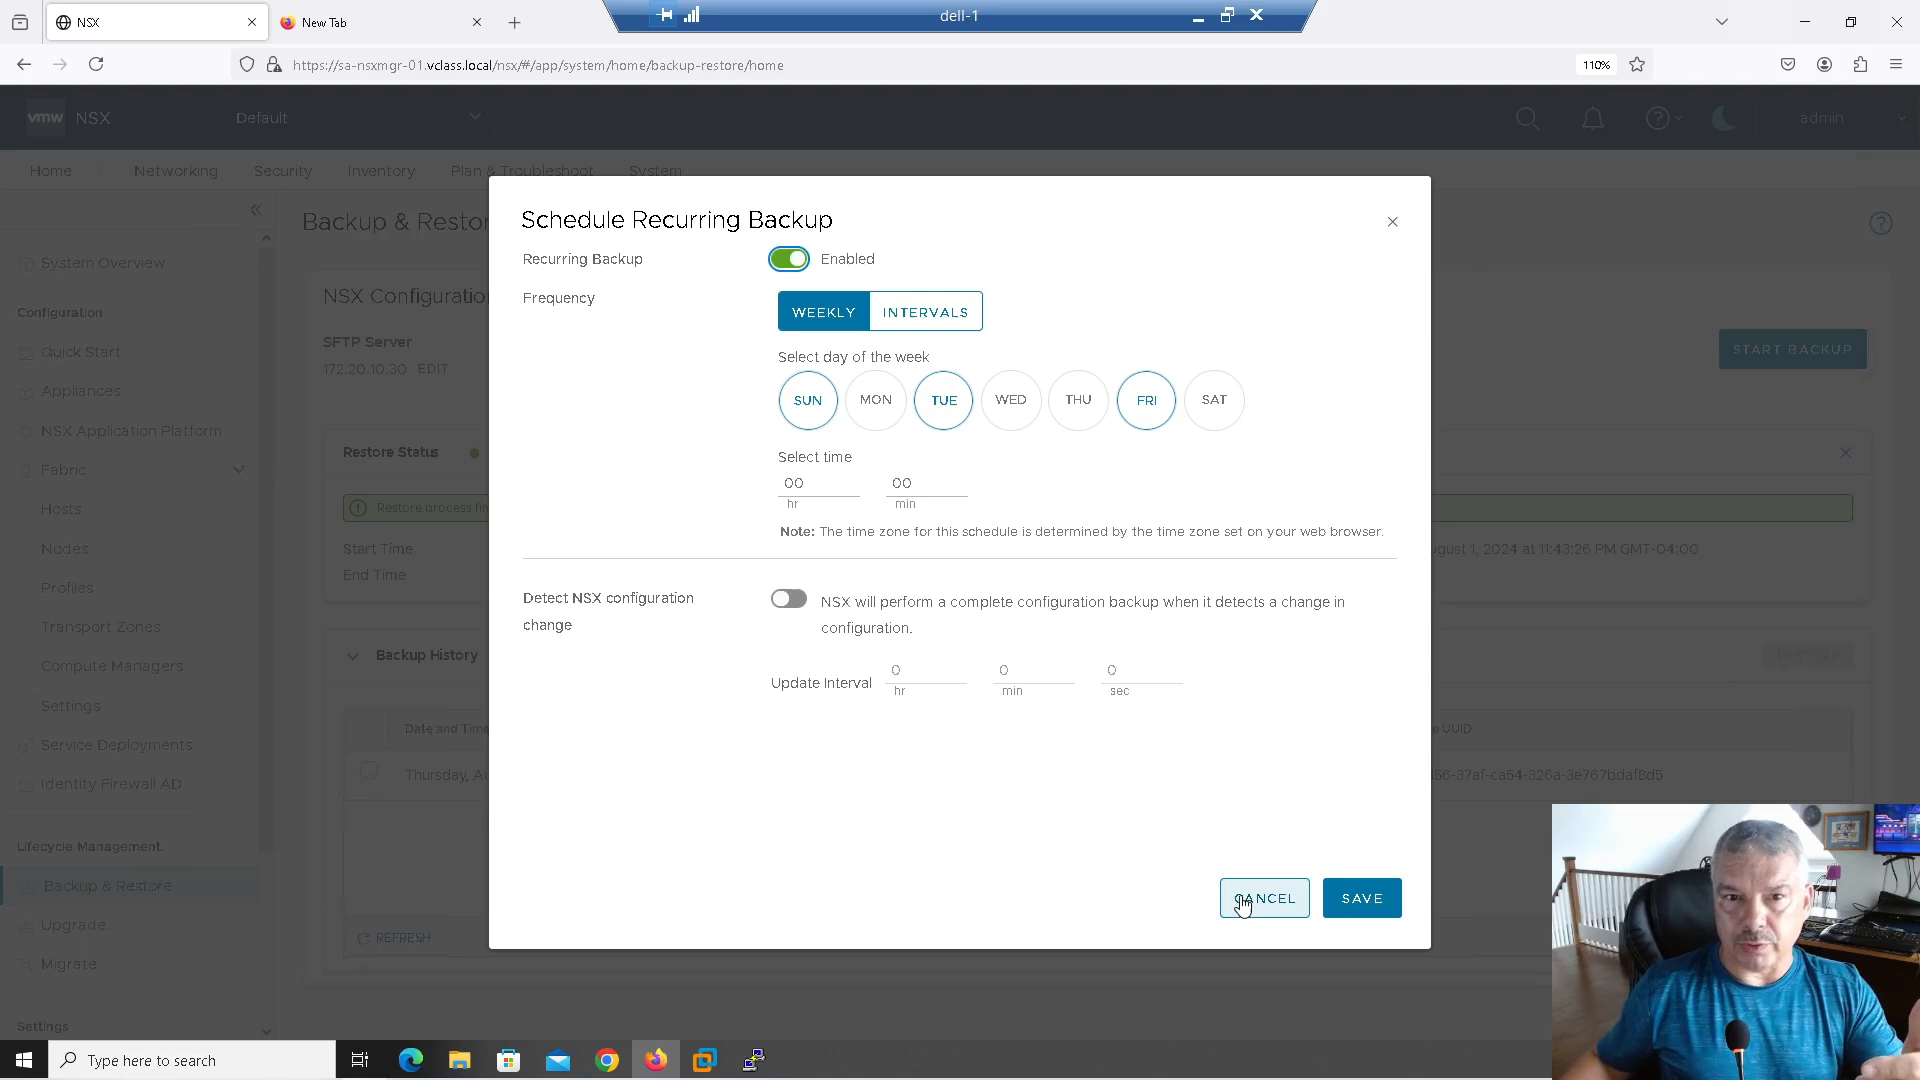 NSX
New Tab
dell-1
https://sa-nsxmgr-01.vclass.local/nsx/#/app/system/home/backup-restore/home
110%
vmw NSX
Default
admin
Home
Networking
Security
Inventory
Plan & Troubleshoot
System
System Overview
Configuration
Quick Start
Appliances
NSX Application Platform
Fabric
Hosts
Nodes
Profiles
Transport Zones
Compute Managers
Settings
Service Deployments
Identity Firewall AD
Lifecycle Management
Backup & Restore
Upgrade
Migrate
Settings
Backup & Restor
NSX Configuratio
SFTP Server
172.20.10.30 EDIT
START BACKUP
Restore Status
Restore process fin
Start Time
End Time
ugust 1, 2024 at 11:43:26 PM GMT-04:00
Backup History
Date and Time
UUID
Thursday, Au
56-37af-ca54-326a-3e767bdaf8d5
REFRESH
Schedule Recurring Backup
Recurring Backup
Enabled
Frequency
WEEKLY
INTERVALS
Select day of the week
SUN
MON
TUE
WED
THU
FRI
SAT
Select time
00
00
hr
min
Note: The time zone for this schedule is determined by the time zone set on your web browser.
Detect NSX configuration
change
NSX will perform a complete configuration backup when it detects a change in
configuration.
Update Interval
0
0
0
hr
min
sec
CANCEL
SAVE
Type here to search